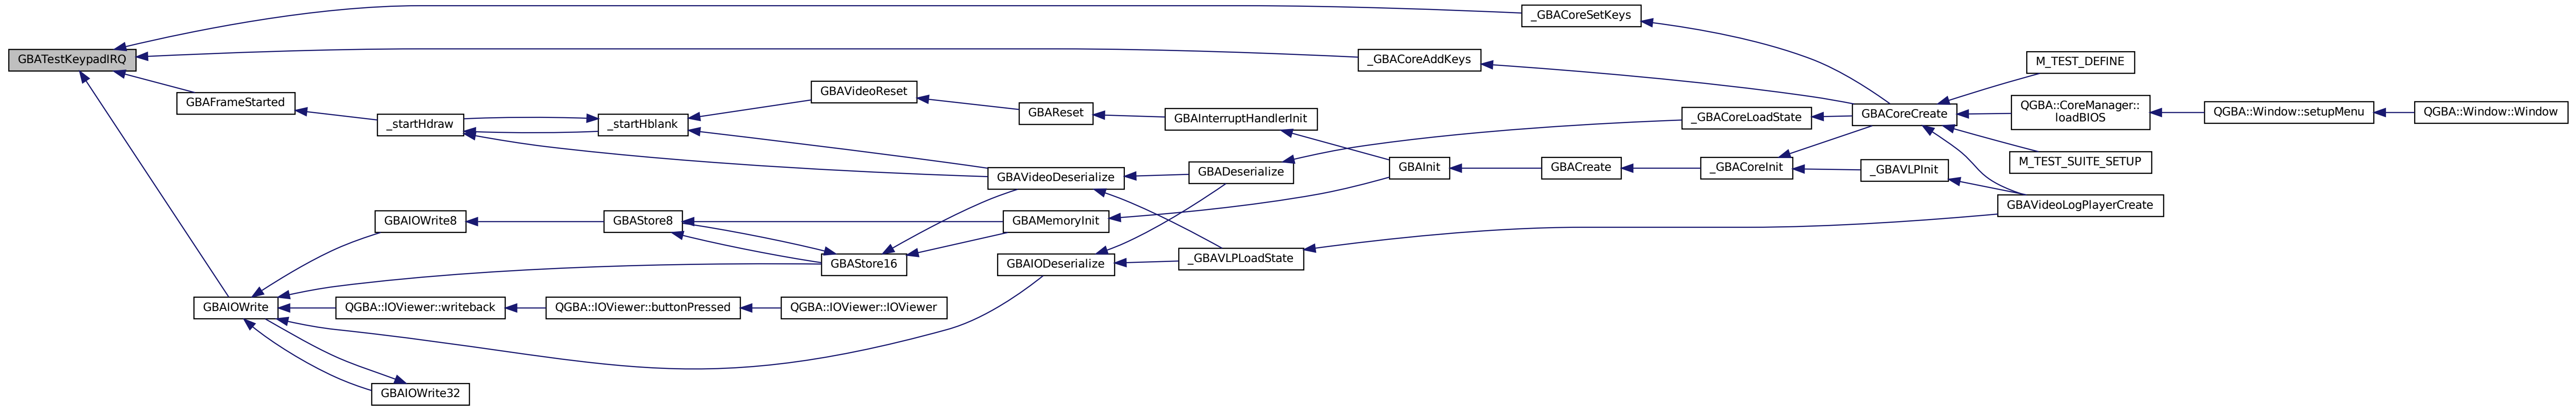 _GBACoreSetKeys
GBATestKeypadIRQ
_GBACoreAddKeys
M_TEST_DEFINE
GBAFrameStarted
GBAVideoReset
GBAReset
GBAInterruptHandlerInit
_startHdraw
_startHblank
_GBACoreLoadState
GBACoreCreate
QGBA::CoreManager::
loadBIOS
QGBA::Window::setupMenu
QGBA::Window::Window
GBAVideoDeserialize
GBADeserialize
GBAInit
GBACreate
_GBACoreInit
_GBAVLPInit
M_TEST_SUITE_SETUP
GBAVideoLogPlayerCreate
GBAIOWrite8
GBAStore8
GBAMemoryInit
GBAStore16
GBAIODeserialize
_GBAVLPLoadState
GBAIOWrite
QGBA::IOViewer::writeback
QGBA::IOViewer::buttonPressed
QGBA::IOViewer::IOViewer
GBAIOWrite32